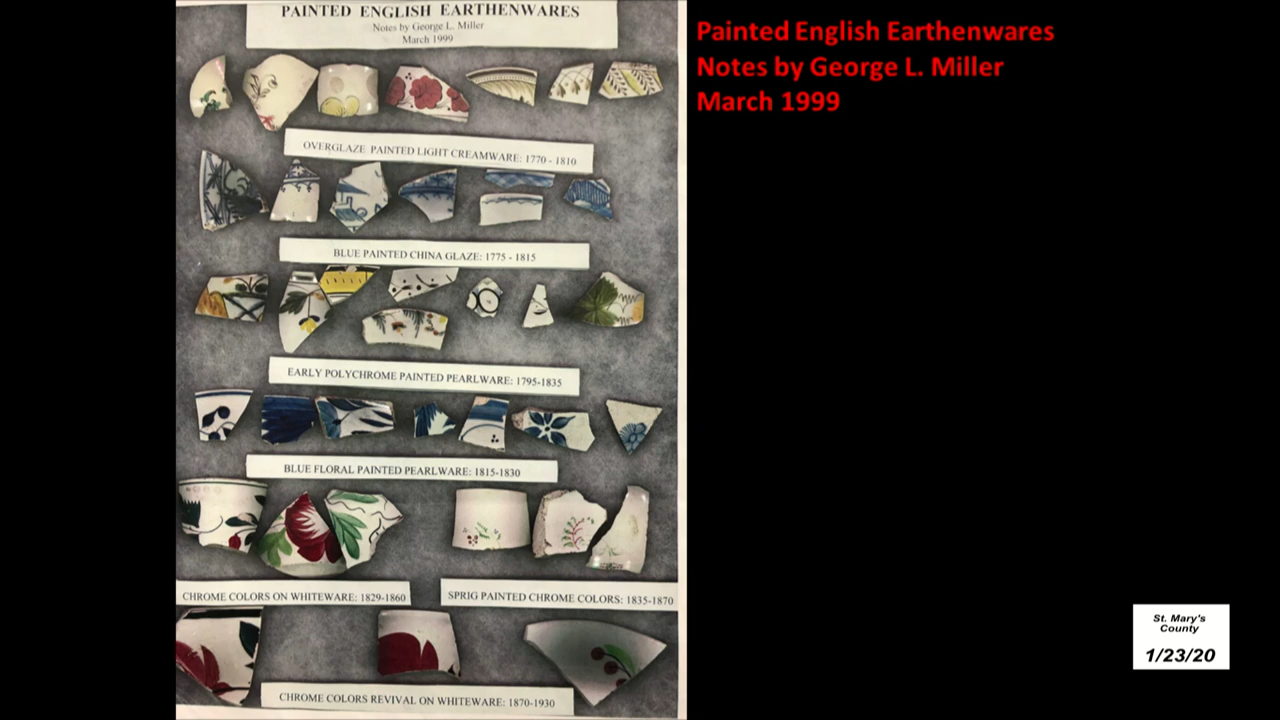 PAINTED ENGLISH EARTHENWARES
Notes by George L. Miller
March 1999
OVERGLAZE PAINTED LIGHT CREAMWARE: 1770 - 1810
BLUE PAINTED CHINA GLAZE: 1775 - 1815
EARLY POLYCHROME PAINTED PEARLWARE: 1795-1835
BLUE FLORAL PAINTED PEARLWARE: 1815-1830
CHROME COLORS ON WHITEWARE: 1829-1860
SPRIG PAINTED CHROME COLORS: 1835-1870
CHROME COLORS REVIVAL ON WHITEWARE: 1870-1930
Painted English Earthenwares
Notes by George L. Miller
March 1999
St. Mary's
County
1/23/20